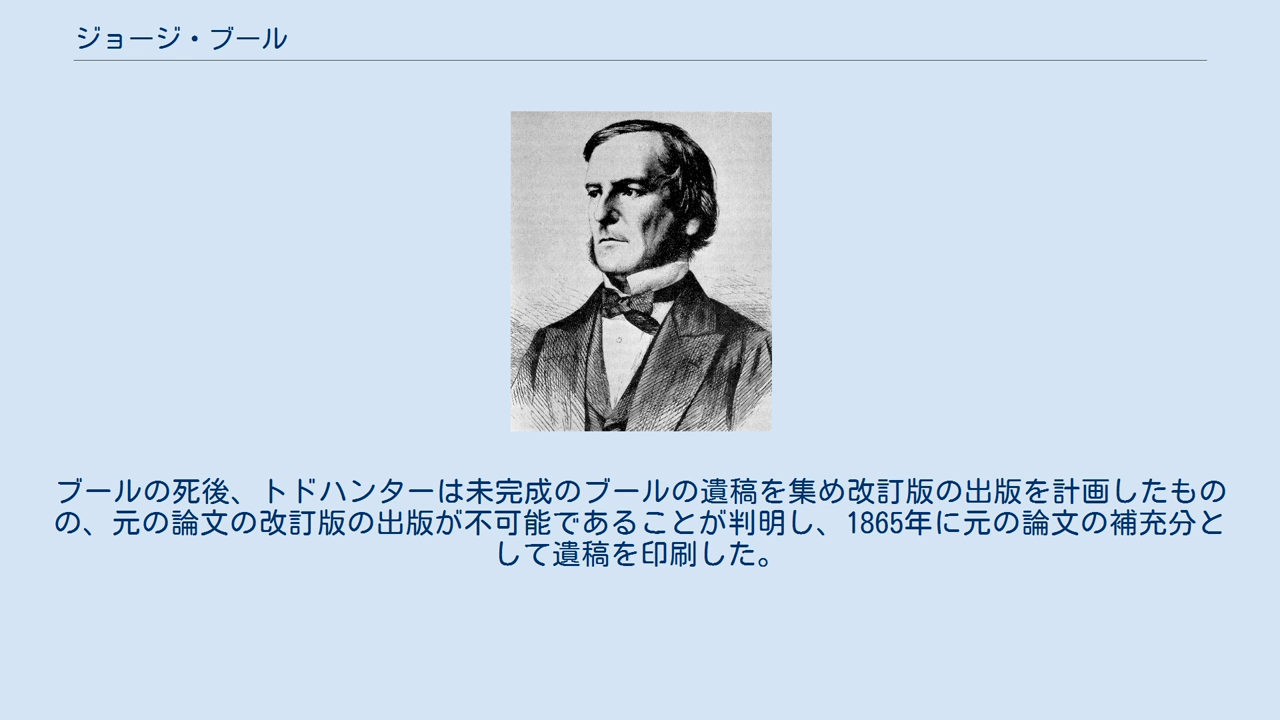 ジョージ・ブール
ブールの死後、トドハンターは未完成のブールの遺稿を集め改訂版の出版を計画したもの
の、元の論文の改訂版の出版が不可能であることが判明し、1865年に元の論文の補充分と
して遺稿を印刷した。